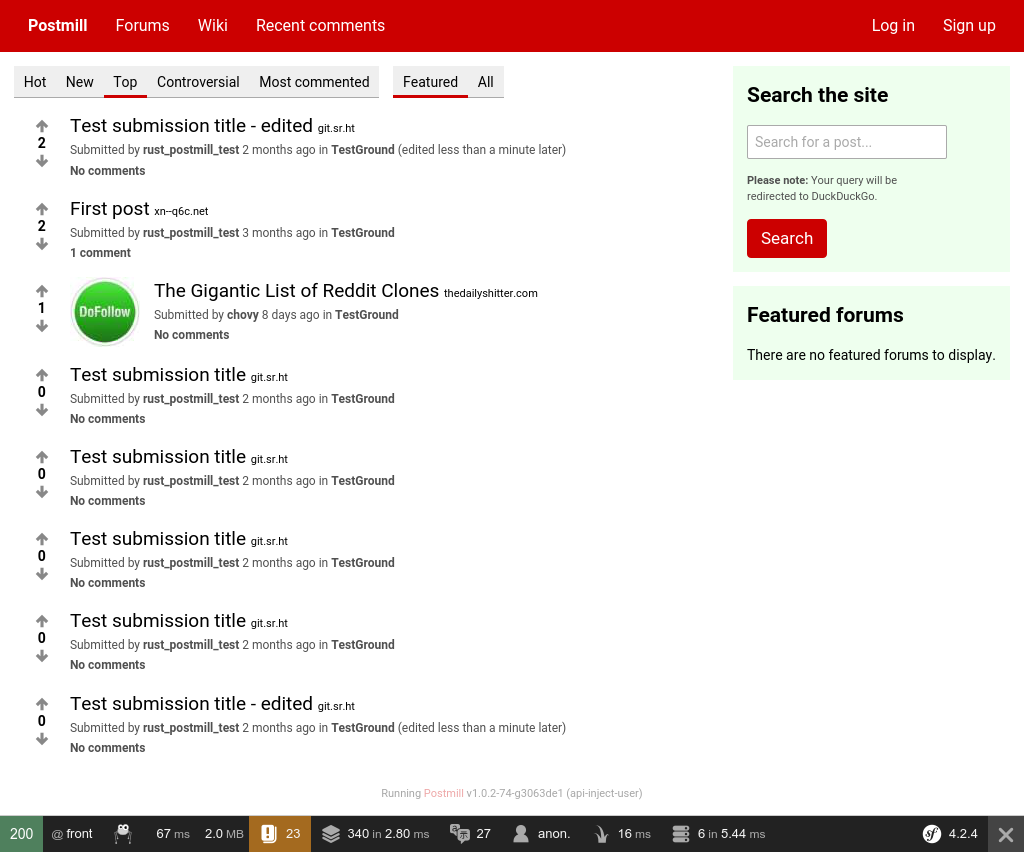 Postmill Forums Wiki Recent comments Log in Sign up
Hot New Top Controversial Most commented Featured All
2
Test submission title - edited git.sr.ht
Submitted by rust_postmill_test 2 months ago in TestGround (edited less than a minute later)
No comments
2
First post xn--q6c.net
Submitted by rust_postmill_test 3 months ago in TestGround
1 comment
1
DoFollow
The Gigantic List of Reddit Clones thedailyshitter.com
Submitted by chovy 8 days ago in TestGround
No comments
0
Test submission title git.sr.ht
Submitted by rust_postmill_test 2 months ago in TestGround
No comments
0
Test submission title git.sr.ht
Submitted by rust_postmill_test 2 months ago in TestGround
No comments
0
Test submission title git.sr.ht
Submitted by rust_postmill_test 2 months ago in TestGround
No comments
0
Test submission title git.sr.ht
Submitted by rust_postmill_test 2 months ago in TestGround
No comments
0
Test submission title - edited git.sr.ht
Submitted by rust_postmill_test 2 months ago in TestGround (edited less than a minute later)
No comments
Search the site
Search for a post...
Please note: Your query will be
redirected to DuckDuckGo.
Search
Featured forums
There are no featured forums to display.
Running Postmill v1.0.2-74-g3063de1 (api-inject-user)
200 @ front 67 ms 2.0 MB 23 340 in 2.80 ms 27 anon. 16 ms 6 in 5.44 ms sf 4.2.4